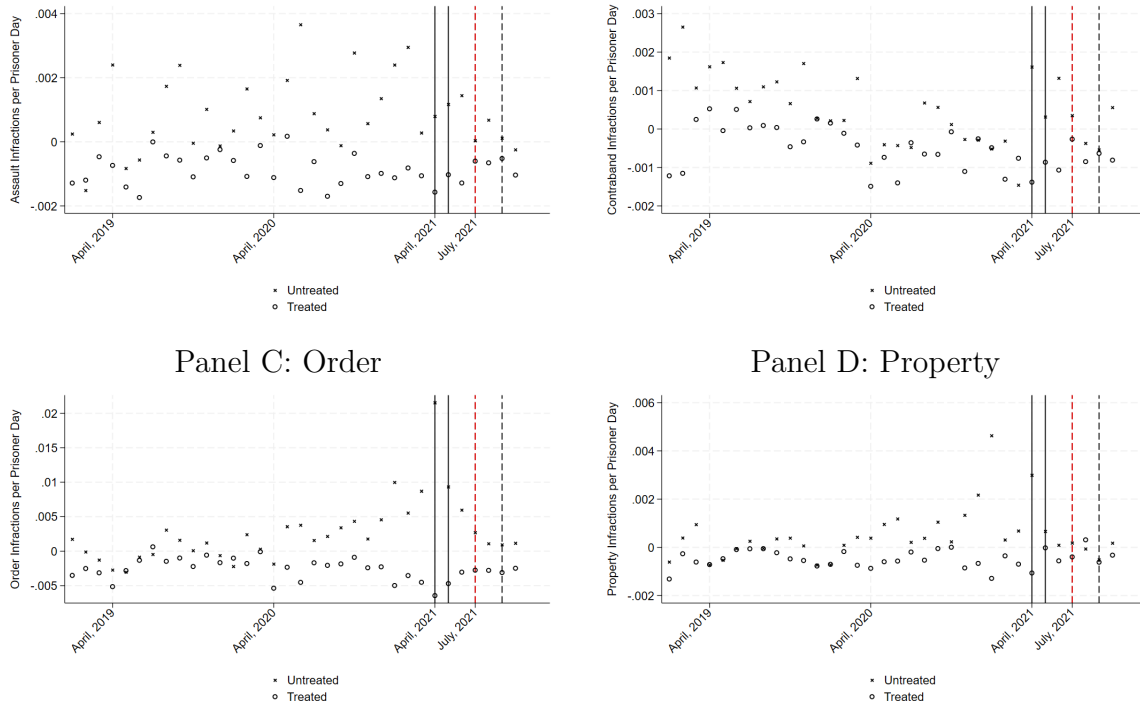 Assault Infractions per Prisoner Day
.004
.002
0
-.002
April, 2019
April, 2020
April, 2021
July, 2021
Untreated
Treated
Contraband Infractions per Prisoner Day
.003
.002
.001
0
-.001
-.002
April, 2019
April, 2020
April, 2021
July, 2021
Untreated
Treated
Panel C: Order
Order Infractions per Prisoner Day
.02
.015
.01
.005
0
-.005
April, 2019
April, 2020
April, 2021
July, 2021
Untreated
Treated
Panel D: Property
Property Infractions per Prisoner Day
.006
.004
.002
0
-.002
April, 2019
April, 2020
April, 2021
July, 2021
Untreated
Treated